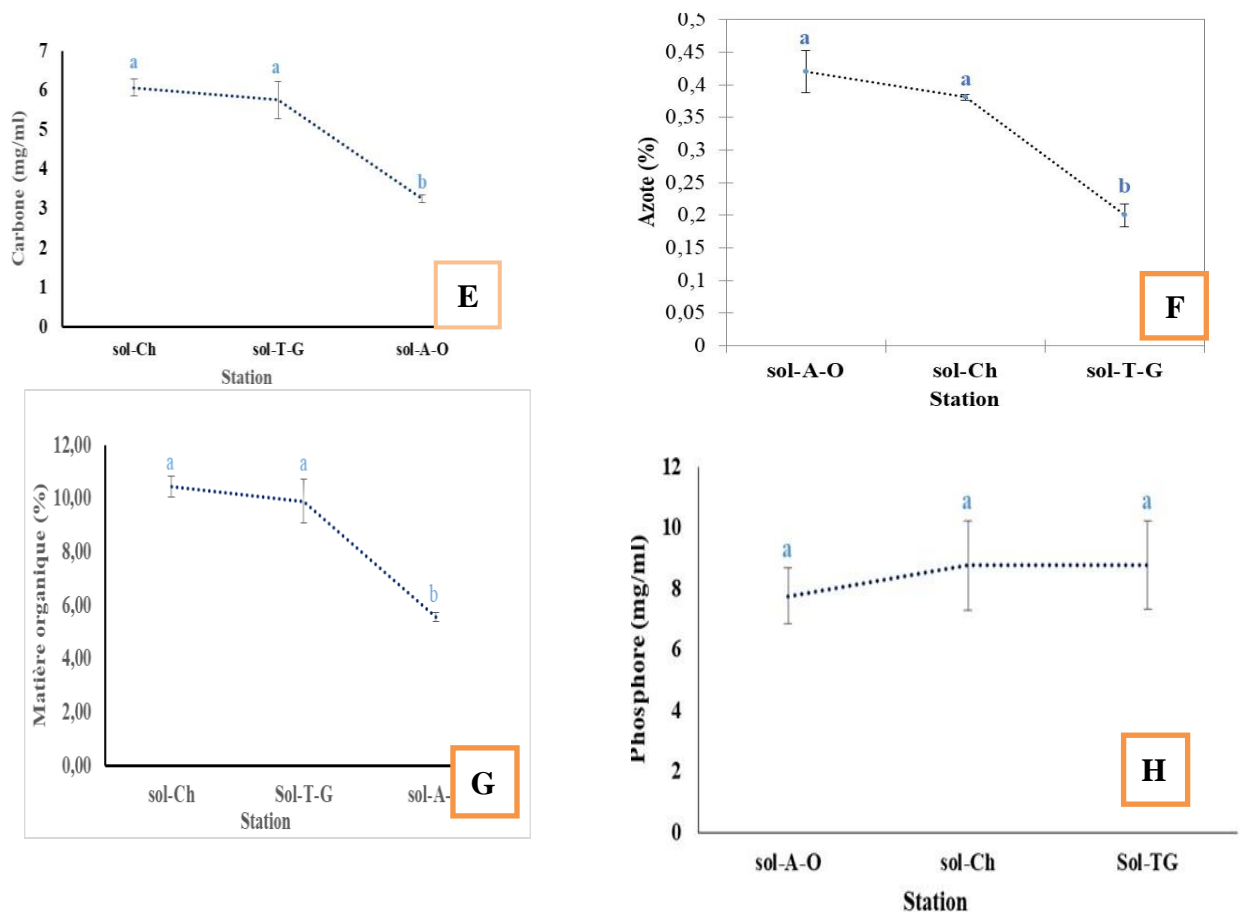 Carbone (mg/ml)
7
6
5
4
3
2
1
0
a
a
b
E
sol-Ch
sol-T-G
sol-A-O
Station
Azote (%)
0,5
0,45
0,4
0,35
0,3
0,25
0,2
0,15
0,1
0,05
0
a
a
b
F
sol-A-O
sol-Ch
sol-T-G
Station
Matière organique (%)
12,00
10,00
8,00
6,00
4,00
2,00
0,00
a
a
b
G
sol-Ch
Sol-T-G
sol-A-
Station
Phosphore (mg/ml)
12
10
8
6
4
2
0
a
a
a
H
sol-A-O
sol-Ch
Sol-TG
Station